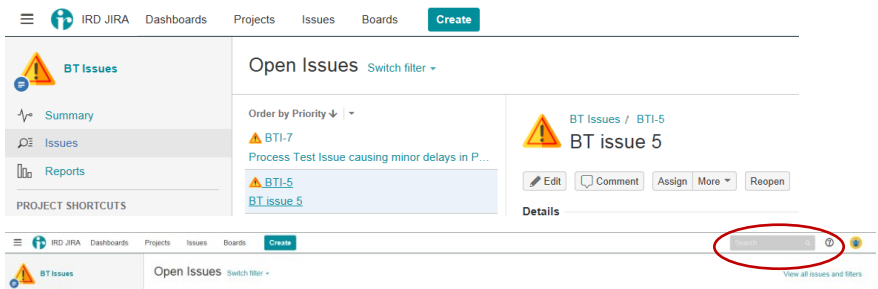 IRD JIRA Dashboards Projects Issues Boards Create
BT Issues
Open Issues Switch filter
Summary
Issues
Reports
PROJECT SHORTCUTS
Order by Priority
BTI-7
Process Test Issue causing minor delays in P...
BTI-5
BT issue 5
BT Issues / BTI-5
BT issue 5
Edit Comment Assign More Reopen
Details
IRD JIRA Dashboards Projects Issues Boards Create Search
BT Issues
Open Issues Switch filter
View all issues and filters